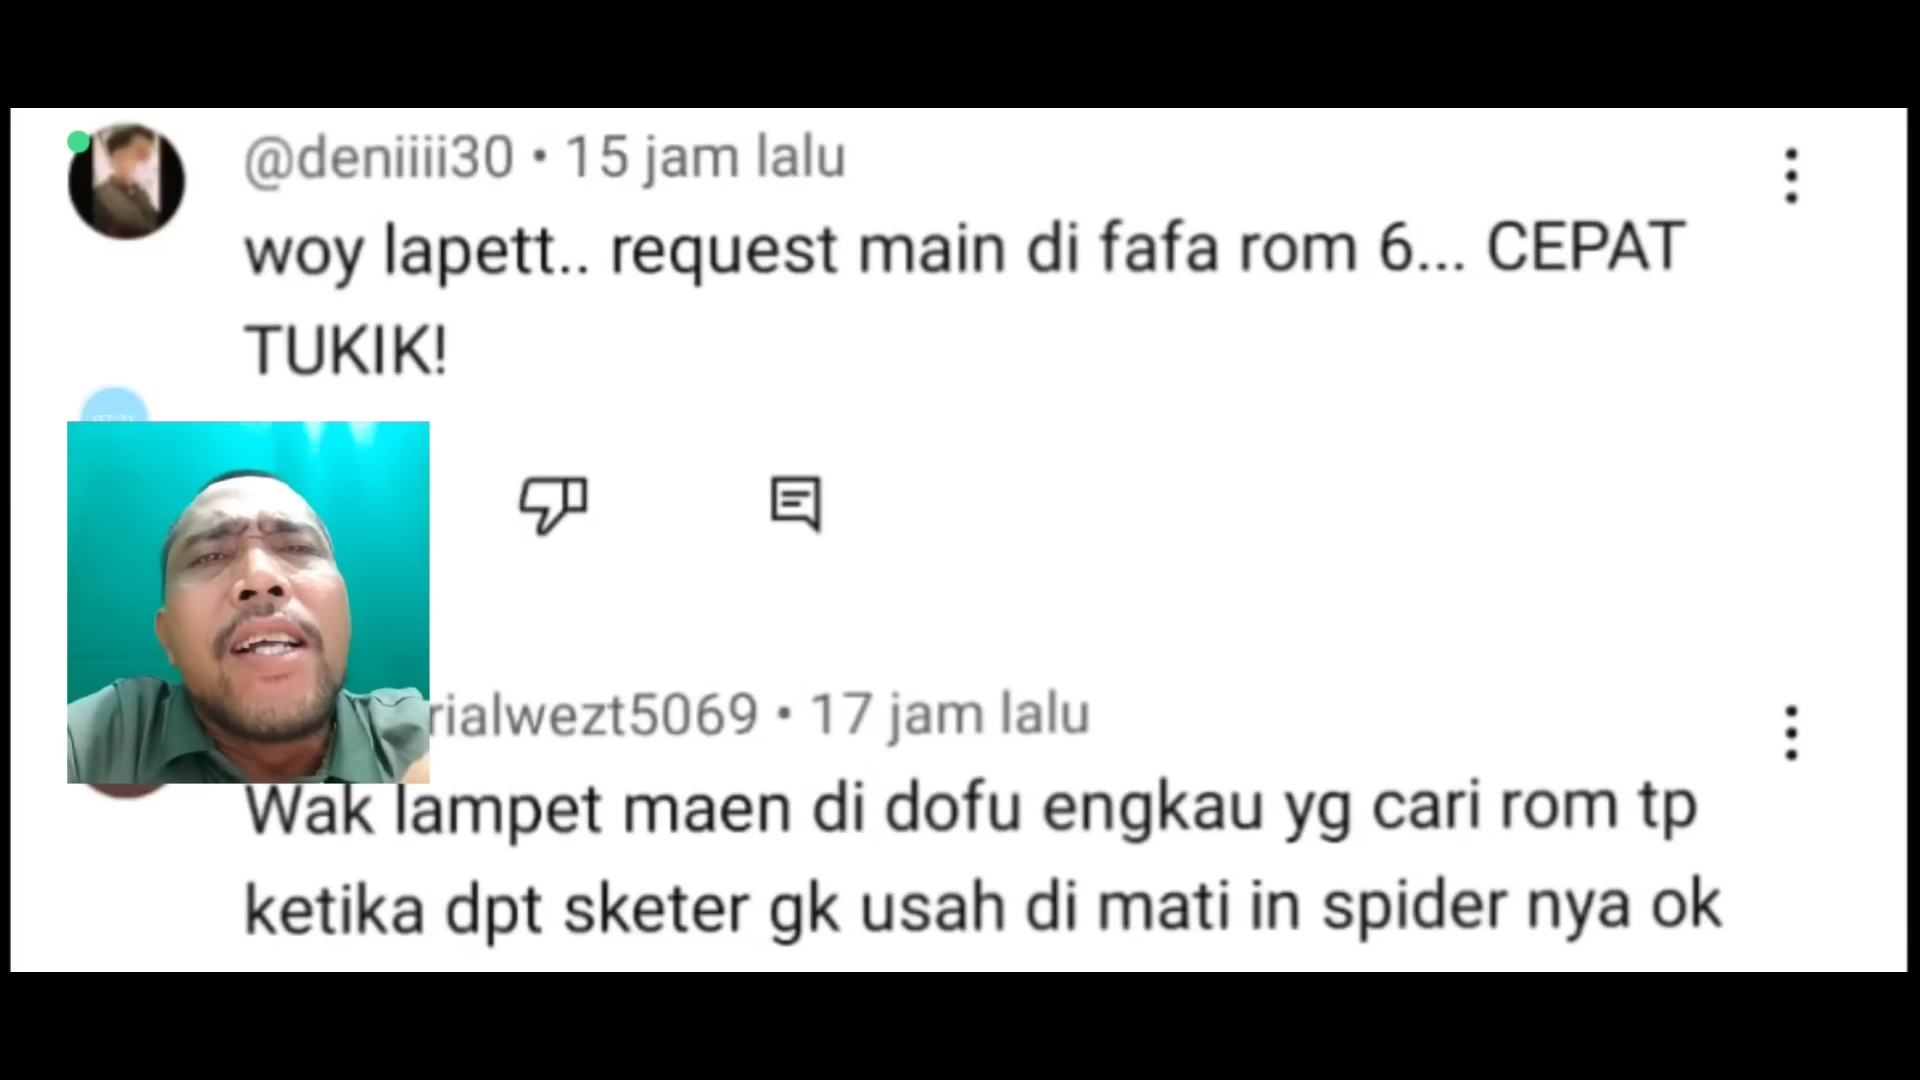 @deniiii30 • 15 jam lalu
woy lapett.. request main di fafa rom 6... CEPAT
TUKIK!
rialwezt5069 • 17 jam lalu
Wak lampet maen di dofu engkau yg cari rom tp
ketika dpt sketer gk usah di mati in spider nya ok